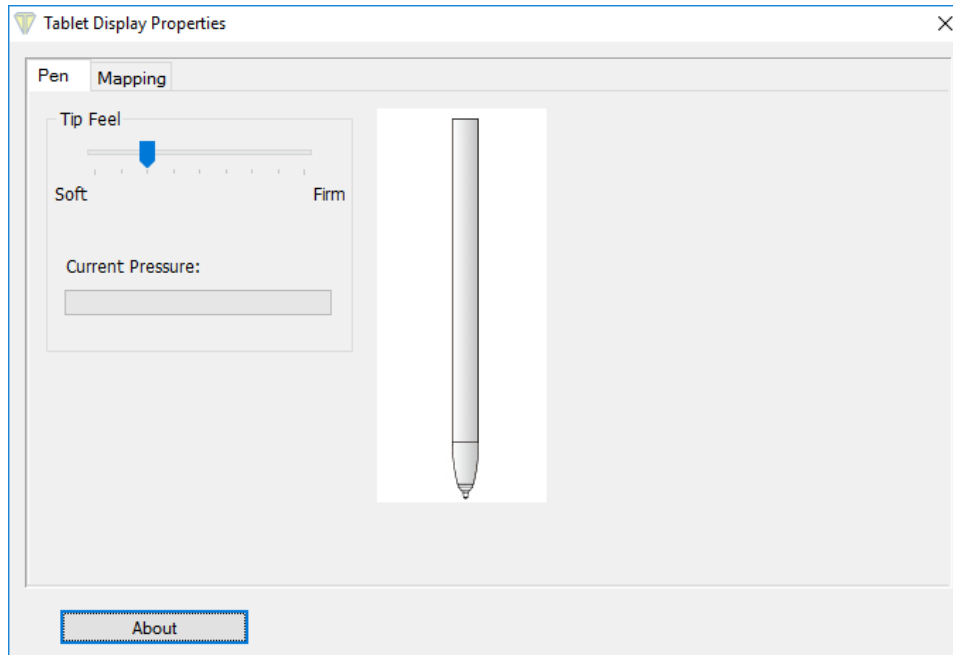 Tablet Display Properties
Pen
Mapping
Tip Feel
Soft
Firm
Current Pressure:
About